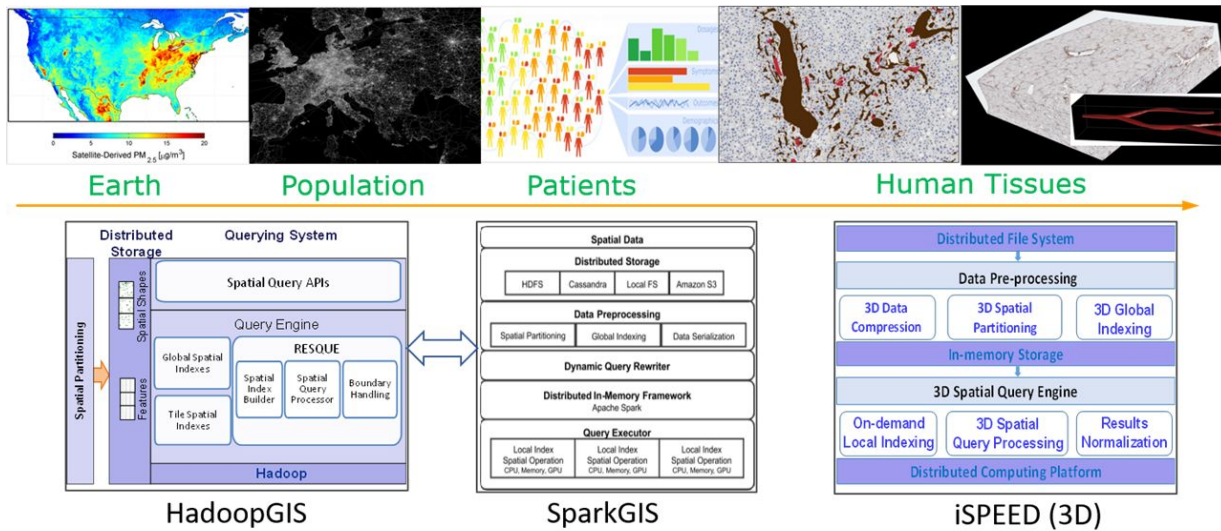 Diseases
Symptoms
Outcomes
Demographics
0 5 10 15 20
Satellite-Derived PM2.5 [µg/m³]
Earth
Population
Patients
Human Tissues
Distributed
Storage
Querying System
Spatial Partitioning
Spatial Shapes
Features
Spatial Query APIs
Query Engine
Global Spatial
Indexes
Tile Spatial
Indexes
RESQUE
Spatial
Index
Builder
Spatial
Query
Processor
Boundary
Handling
Hadoop
HadoopGIS
Spatial Data
Distributed Storage
HDFS
Cassandra
Local FS
Amazon S3
Data Preprocessing
Spatial Partitioning
Global Indexing
Data Serialization
Dynamic Query Rewriter
Distributed In-Memory Framework
Apache Spark
Query Executor
Local Index
Spatial Operation
CPU, Memory, GPU
Local Index
Spatial Operation
CPU, Memory, GPU
Local Index
Spatial Operation
CPU, Memory, GPU
SparkGIS
Distributed File System
Data Pre-processing
3D Data
Compression
3D Spatial
Partitioning
3D Global
Indexing
In-memory Storage
3D Spatial Query Engine
On-demand
Local Indexing
3D Spatial
Query Processing
Results
Normalization
Distributed Computing Platform
iSPEED (3D)